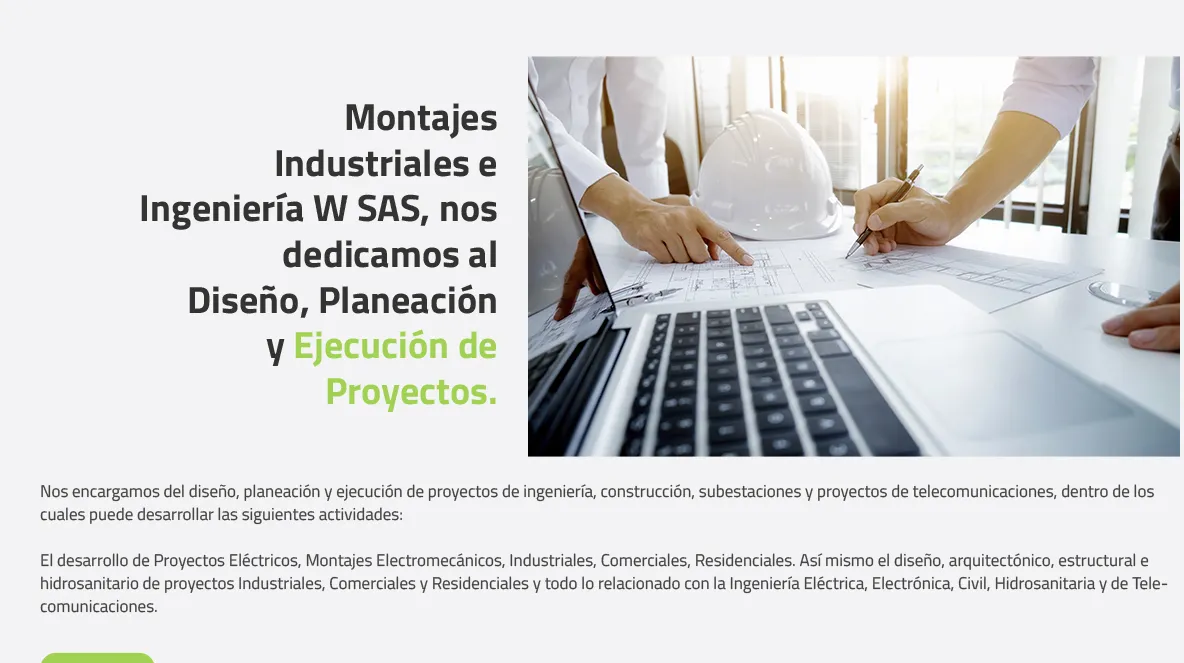 Montajes
Industriales e
Ingeniería W SAS, nos
dedicamos al
Diseño, Planeación
y Ejecución de
Proyectos.
Nos encargamos del diseño, planeación y ejecución de proyectos de ingeniería, construcción, subestaciones y proyectos de telecomunicaciones, dentro de los
cuales puede desarrollar las siguientes actividades:
El desarrollo de Proyectos Eléctricos, Montajes Electromecánicos, Industriales, Comerciales, Residenciales. Así mismo el diseño, arquitectónico, estructural e
hidrosanitario de proyectos Industriales, Comerciales y Residenciales y todo lo relacionado con la Ingeniería Eléctrica, Electrónica, Civil, Hidrosanitaria y de Tele-
comunicaciones.